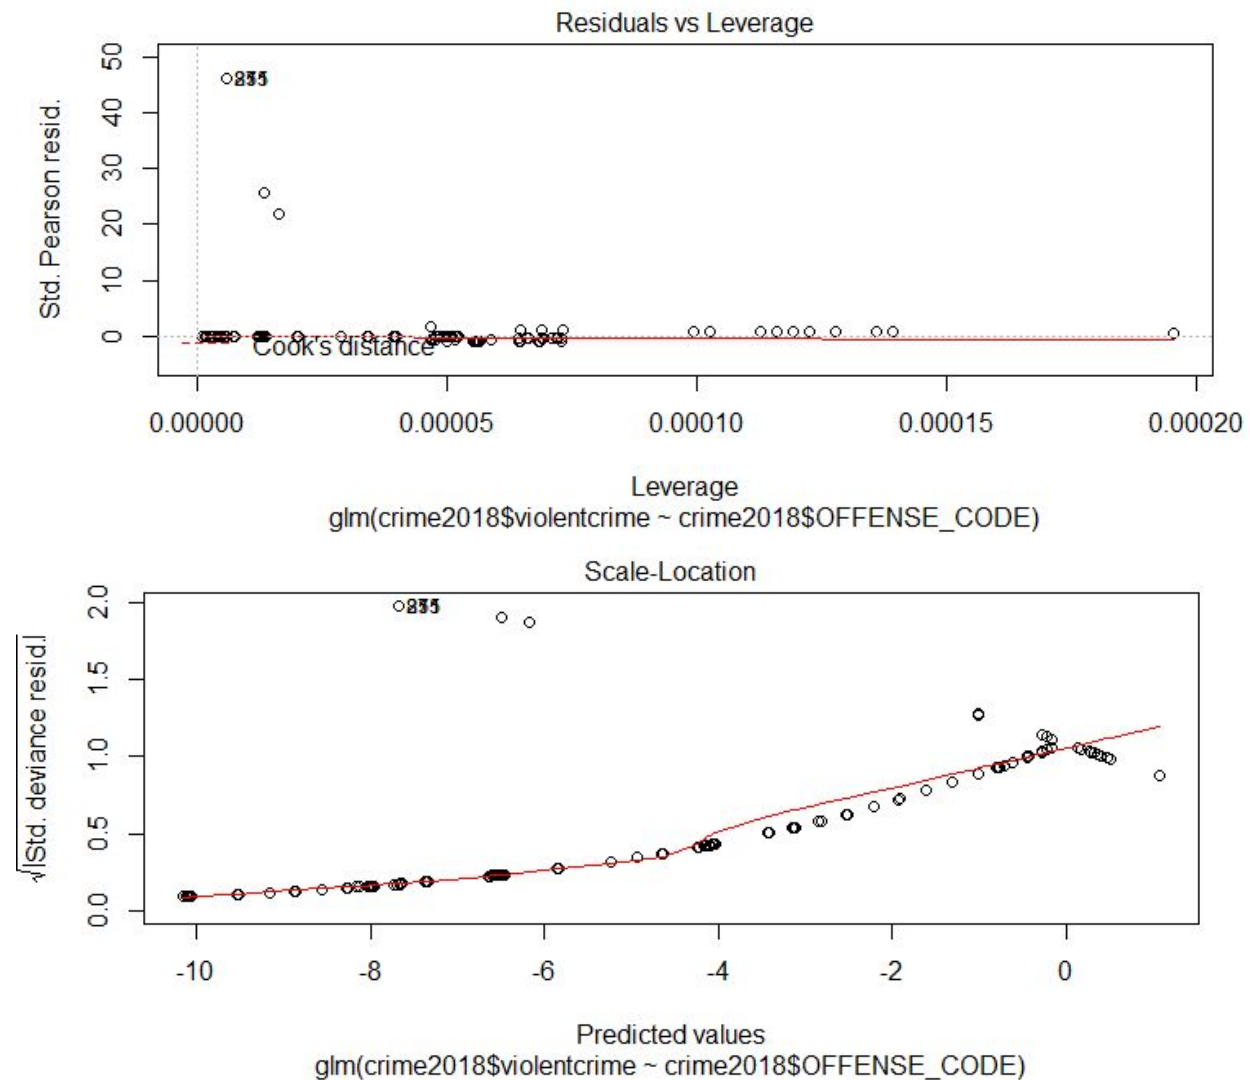 Residuals vs Leverage
Std. Pearson resid.
50
40
30
20
10
0
Cook's distance
0.00000 0.00005 0.00010 0.00015 0.00020
Leverage
glm(crime2018$violentcrime ~ crime2018$OFFENSE_CODE)
Scale-Location
√|Std. deviance resid.|
2.0
1.5
1.0
0.5
0.0
-10 -8 -6 -4 -2 0
Predicted values
glm(crime2018$violentcrime ~ crime2018$OFFENSE_CODE)